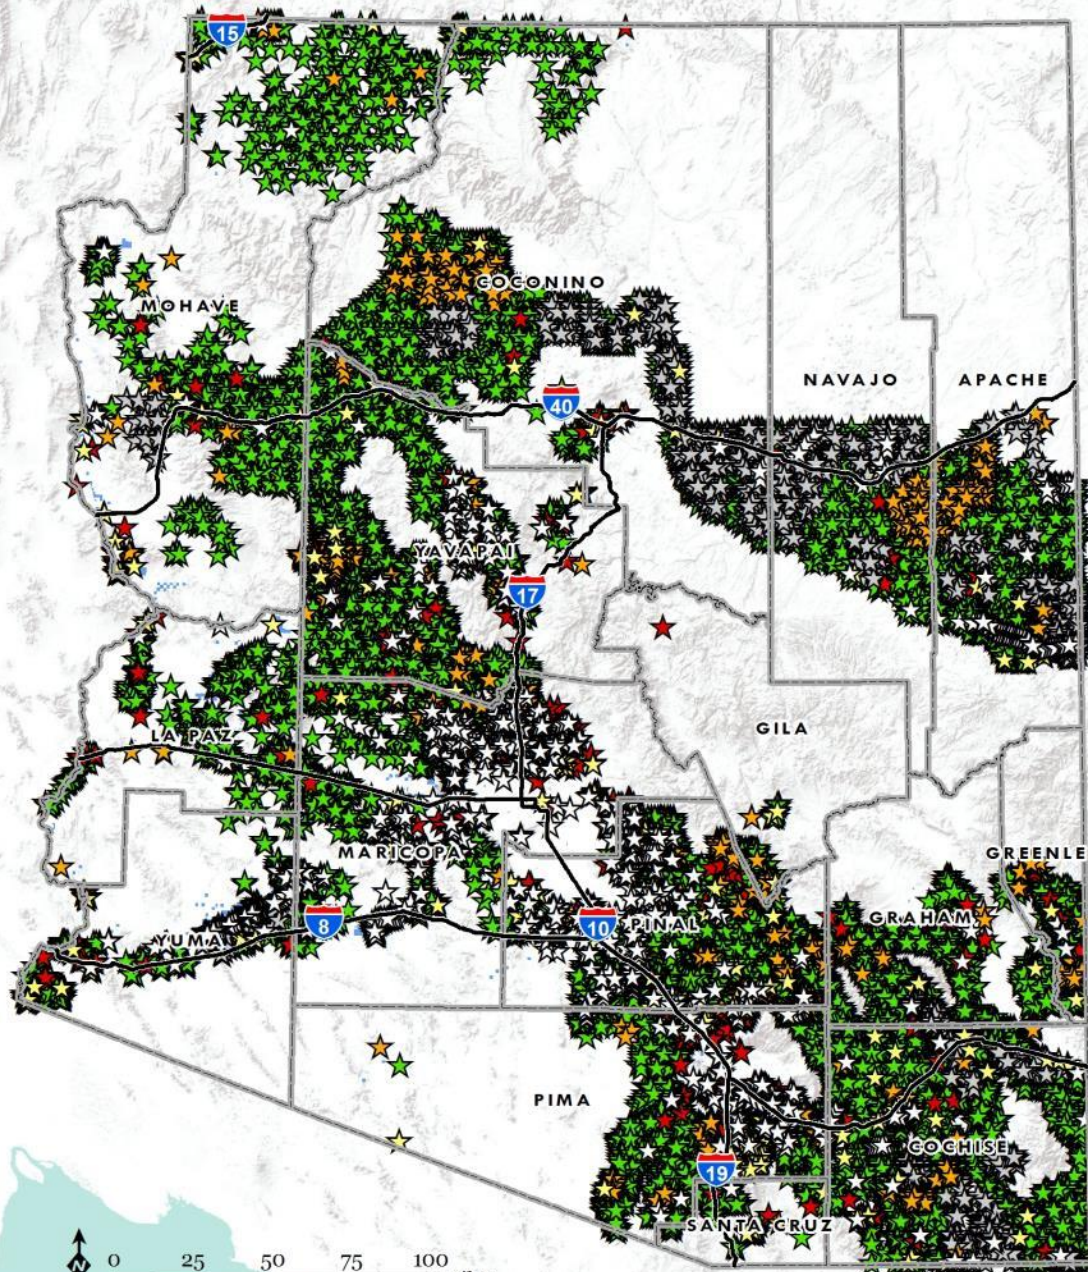 15
COCONINO
MOHAVE
NAVAJO
APACHE
40
YAVAPAI
17
GILA
LA PAZ
MARICOPA
GREENLE
GRAHAM
8
10
PINAL
YUMA
PIMA
COCHISE
19
SANTA CRUZ
N
0 25 50 75 100